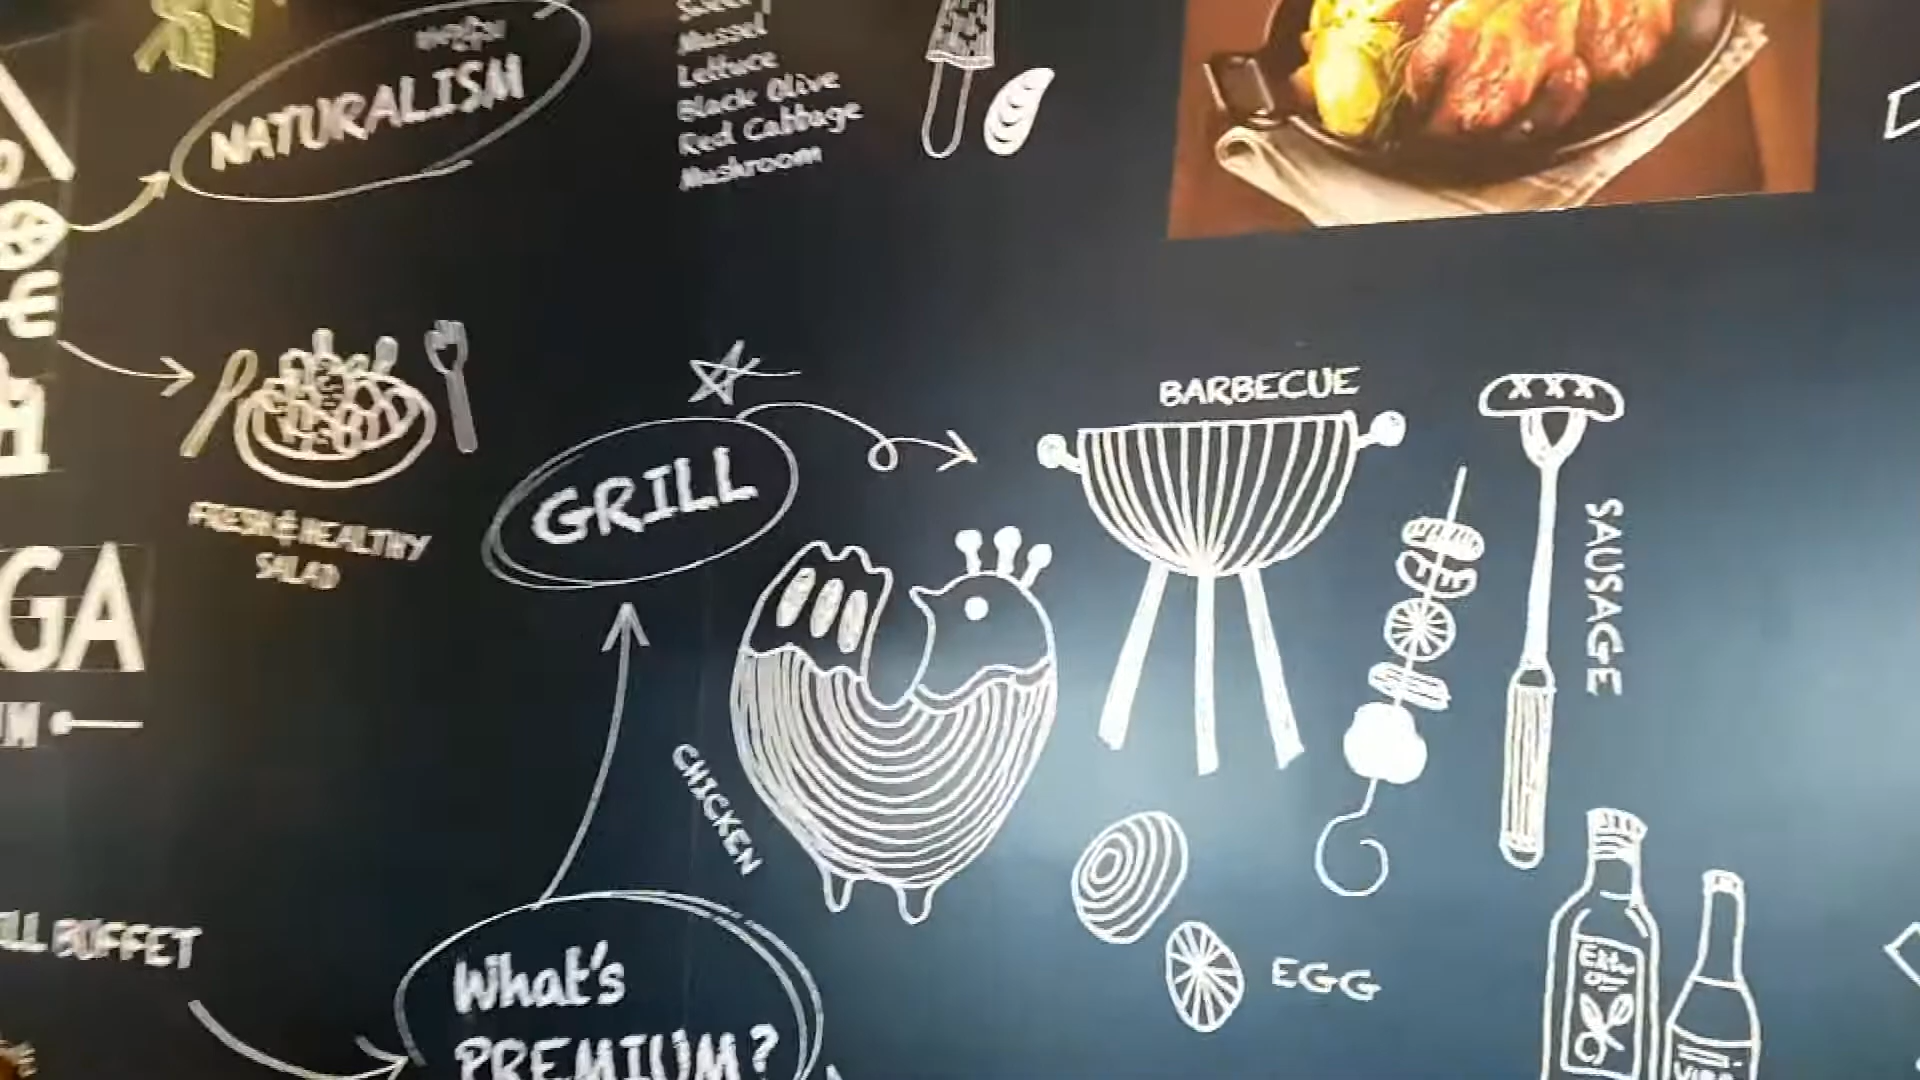 NATURALISM
Mussel
Lettuce
Black Olive
Red Cabbage
Mushroom
FRESH & HEALTHY
SALAD
GRILL
BARBECUE
SAUSAGE
CHICKEN
GA
EGG
BUFFET
What's
PREMIUM?